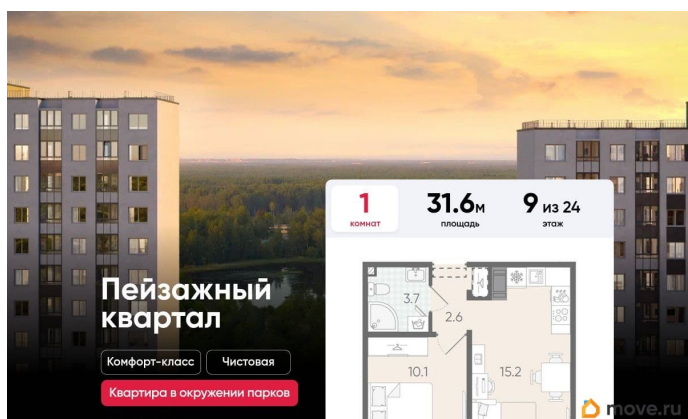 1
комнат
31.6м
площадь
9 из 24
этаж
Пейзажный
квартал
Комфорт-класс
Чистовая
Квартира в окружении парков
3.7
2.6
10.1
15.2
move.ru